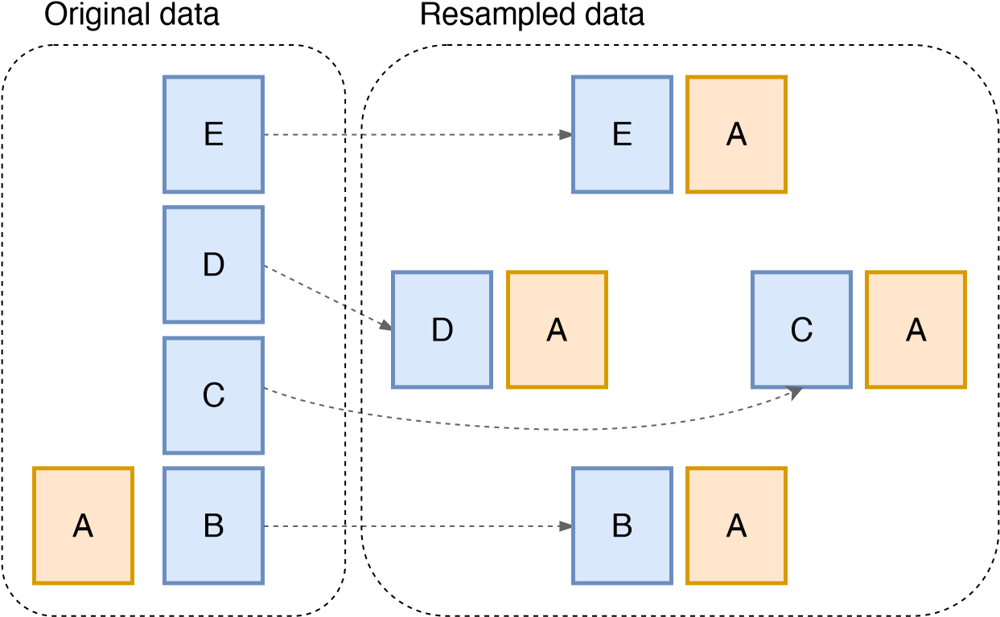 Original data
Resampled data
E
E A
D
D A
C A
C
A B
B A